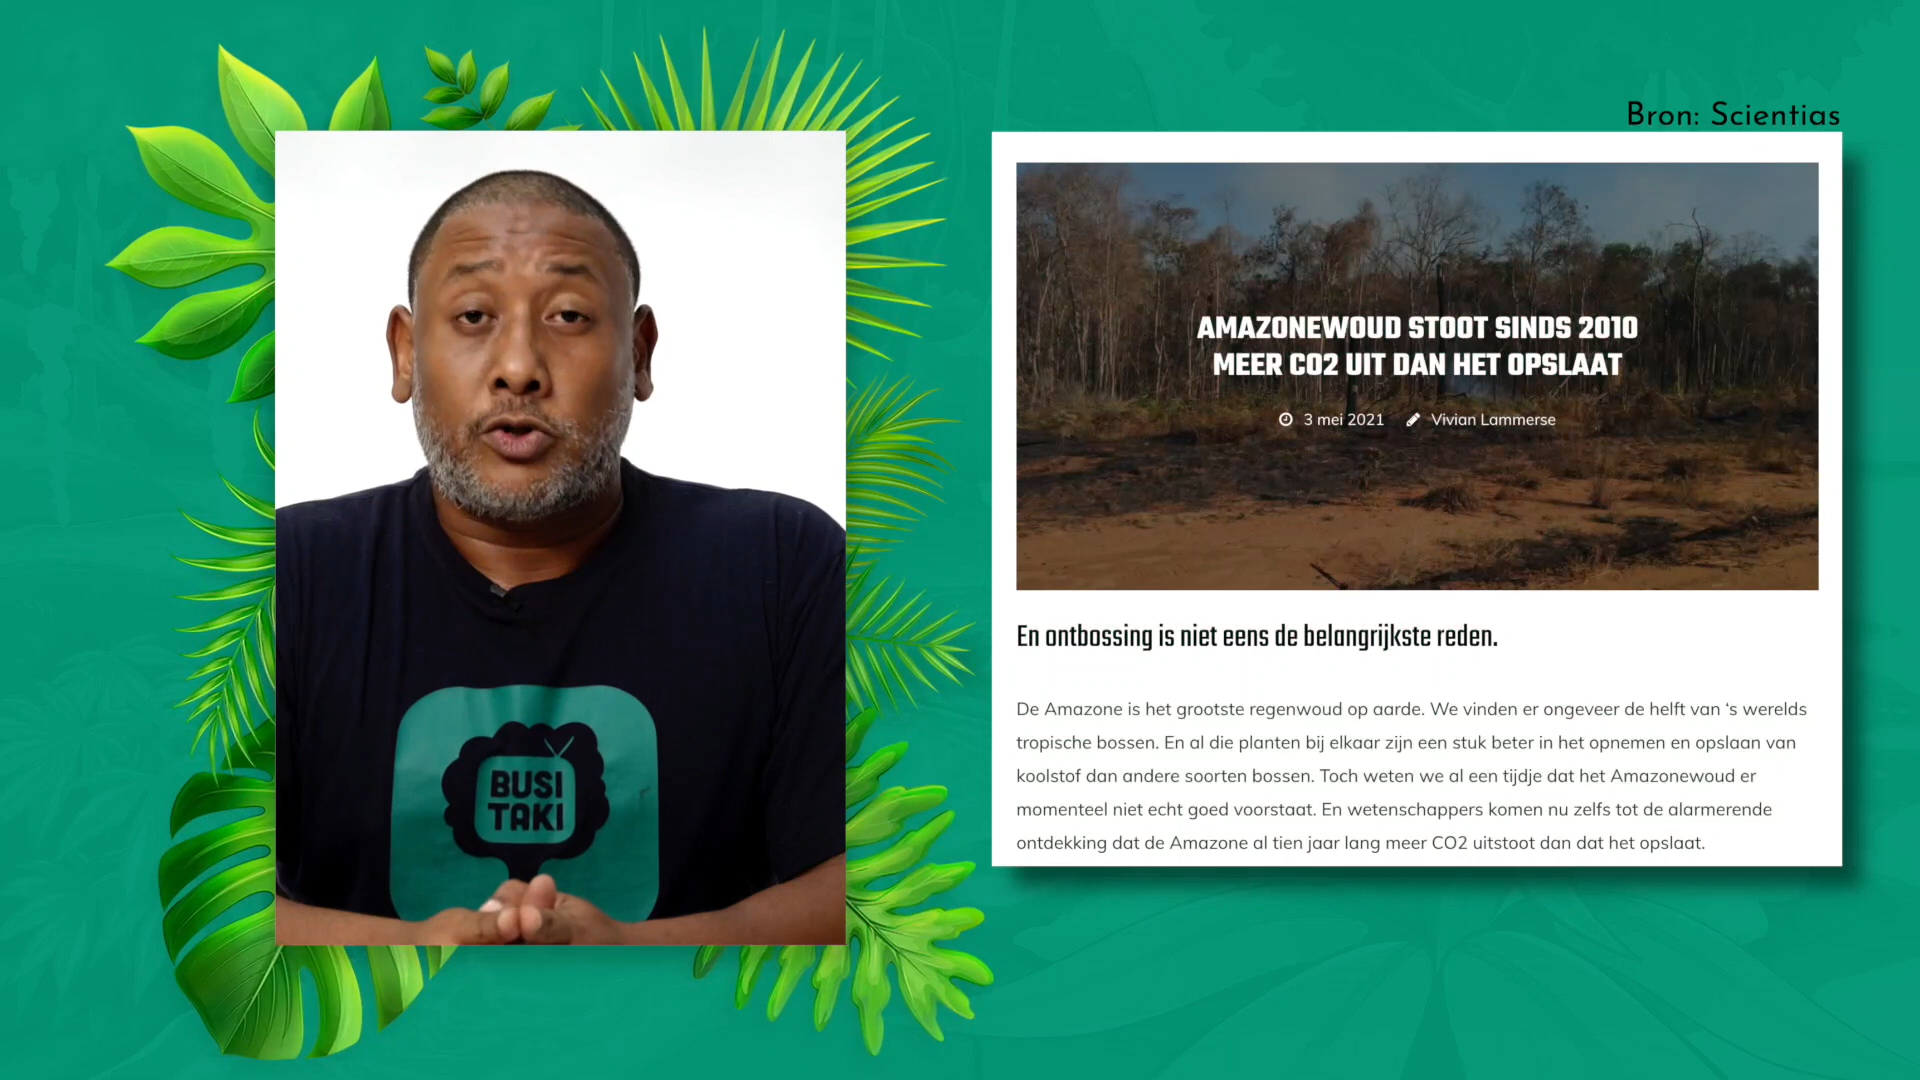 Bron: Scientias
AMAZONEWOUD STOOT SINDS 2010
MEER CO2 UIT DAN HET OPSLAAT
3 mei 2021 Vivian Lammerse
En ontbossing is niet eens de belangrijkste reden.
De Amazone is het grootste regenwoud op aarde. We vinden er ongeveer de helft van ‘s werelds
tropische bossen. En al die planten bij elkaar zijn een stuk beter in het opnemen en opslaan van
koolstof dan andere soorten bossen. Toch weten we al een tijdje dat het Amazonewoud er
momenteel niet echt goed voorstaat. En wetenschappers komen nu zelfs tot de alarmerende
ontdekking dat de Amazone al tien jaar lang meer CO2 uitstoot dan dat het opslaat.
BUSI
TAKI